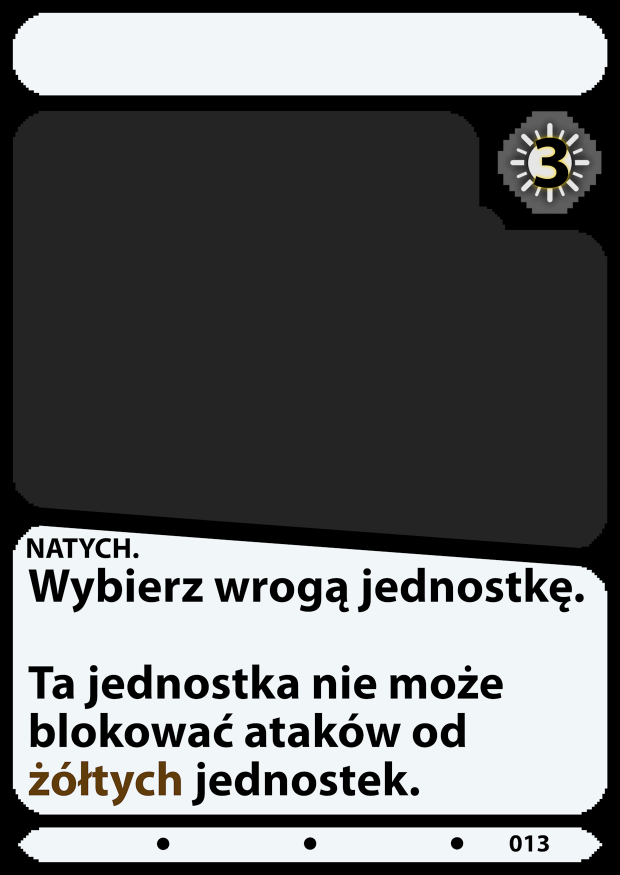 3
NATYCH.
Wybierz wrogą jednostkę.
Ta jednostka nie może
blokować ataków od
żółtych jednostek.
• • • 013